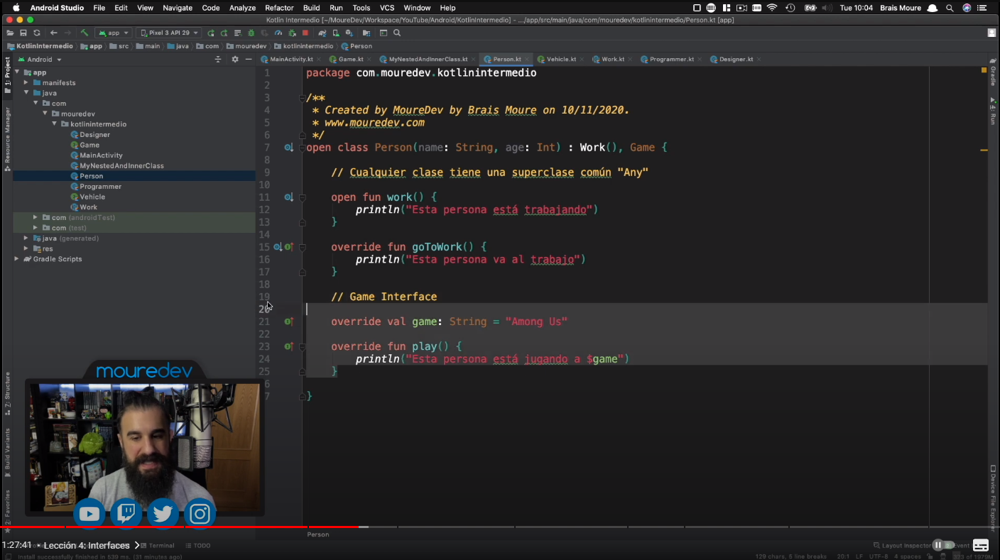 Android Studio File Edit View Navigate Code Analyze Refactor Build Run Tools VCS Window Help Tue 10:04 Brais Moure
Kotlin Intermedio [~/MoureDev/Workspace/YouTube/Android/KotlinIntermedio] - .../app/src/main/java/com/mouredev/kotlinintermedio/Person.kt [app]
app Pixel 3 API 29
KotlinIntermedio app src main java com mouredev kotlinintermedio Person
Android
MainActivity.kt Game.kt MyNestedAndInnerClass.kt Person.kt Vehicle.kt Work.kt Programmer.kt Designer.kt
1: Project
Resource Manager
Z: Structure
Build Variants
2: Favorites
app
manifests
java
com
mouredev
kotlinintermedio
Designer
Game
MainActivity
MyNestedAndInnerClass
Person
Programmer
Vehicle
Work
com (androidTest)
com (test)
java (generated)
res
Gradle Scripts
1 package com.mouredev.kotlinintermedio
2
3 /**
4 * Created by MoureDev by Brais Moure on 10/11/2020.
5 * www.mouredev.com
6 */
7 open class Person(name: String, age: Int) : Work(), Game {
8
9 // Cualquier clase tiene una superclase común "Any"
10
11 open fun work() {
12 println("Esta persona está trabajando")
13 }
14
15 override fun goToWork() {
16 println("Esta persona va al trabajo")
17 }
18
19 // Game Interface
20
21 override val game: String = "Among Us"
22
23 override fun play() {
24 println("Esta persona está jugando a $game")
25 }
6
7 }
Gradle
4: Run
Device File Explorer
mouredev
Person
1:27:41 • Lección 4: Interfaces
Terminal TODO Layout Inspector Event
Install successfully finished in 539 ms. (31 minutes ago) 129 chars, 5 line breaks 20:1 LF UTF-8 4 spaces